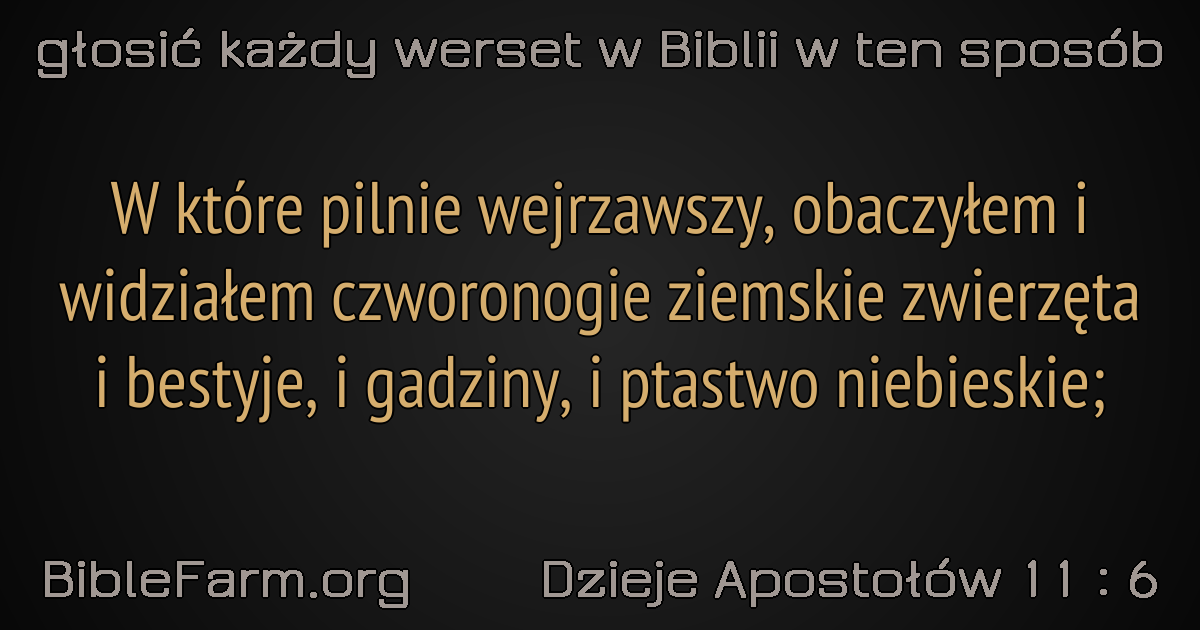 głosić każdy werset w Biblii w ten sposób
W które pilnie wejrzawszy, obaczyłem i
widziałem czworonogie ziemskie zwierzęta
i bestyje, i gadziny, i ptastwo niebieskie;
BibleFarm.org
Dzieje Apostołów 11 : 6